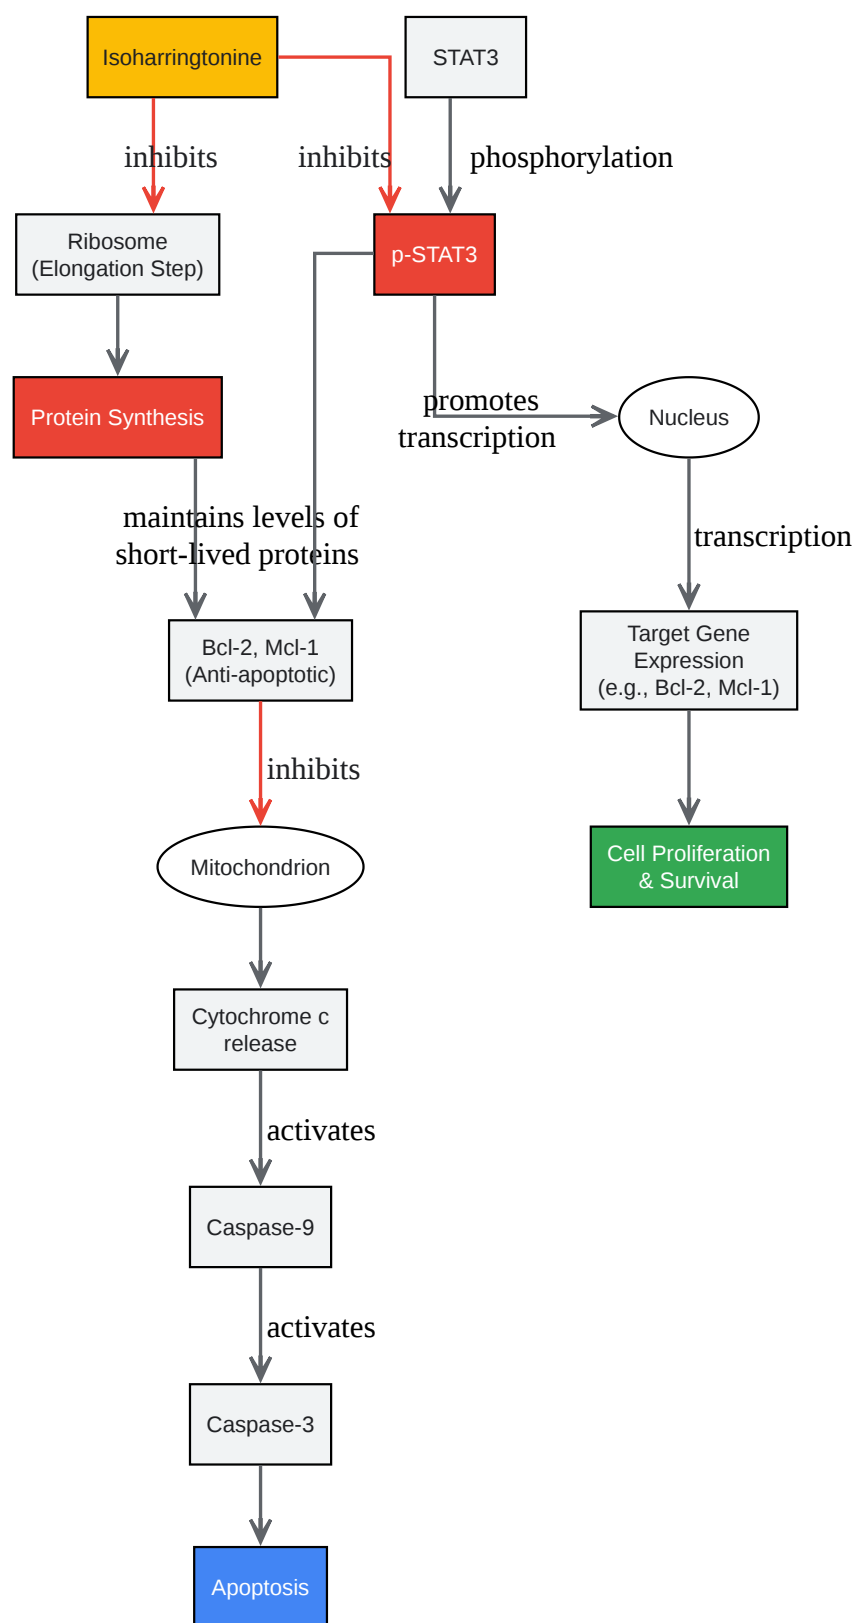 Isoharringtonine
STAT3
inhibits
inhibits
phosphorylation
Ribosome
(Elongation Step)
p-STAT3
Protein Synthesis
promotes
transcription
Nucleus
maintains levels of
short-lived proteins
transcription
Bcl-2, Mcl-1
(Anti-apoptotic)
Target Gene
Expression
(e.g., Bcl-2, Mcl-1)
inhibits
Mitochondrion
Cell Proliferation
& Survival
Cytochrome c
release
activates
Caspase-9
activates
Caspase-3
Apoptosis